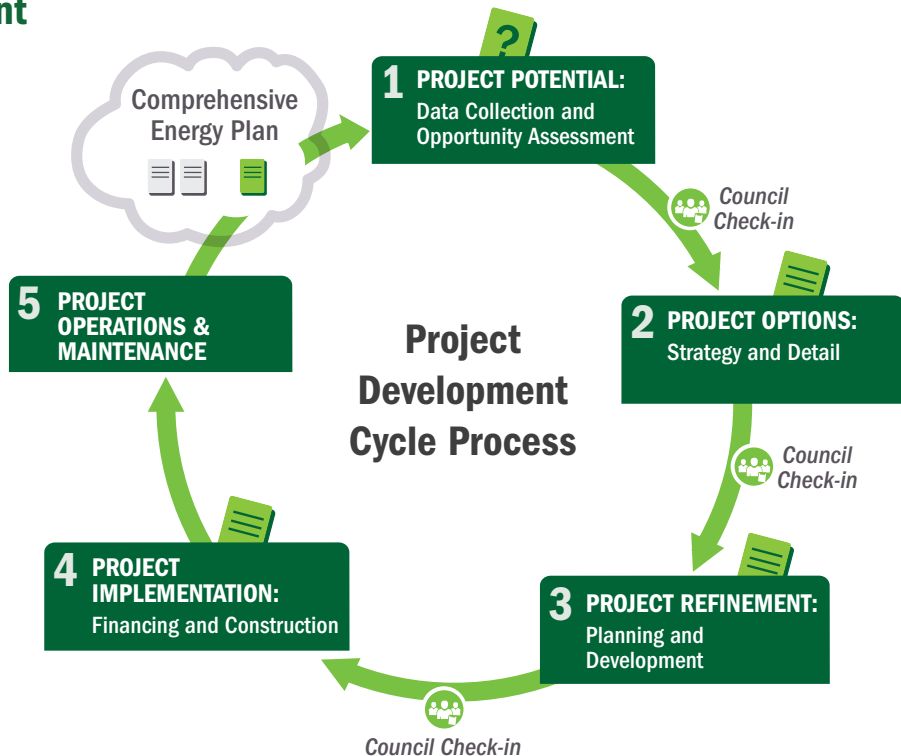 nt
Comprehensive
Energy Plan
?
1 PROJECT POTENTIAL:
Data Collection and
Opportunity Assessment
Council
Check-in
2 PROJECT OPTIONS:
Strategy and Detail
Council
Check-in
3 PROJECT REFINEMENT:
Planning and
Development
Council Check-in
4 PROJECT
IMPLEMENTATION:
Financing and Construction
5 PROJECT
OPERATIONS &
MAINTENANCE
Project
Development
Cycle Process